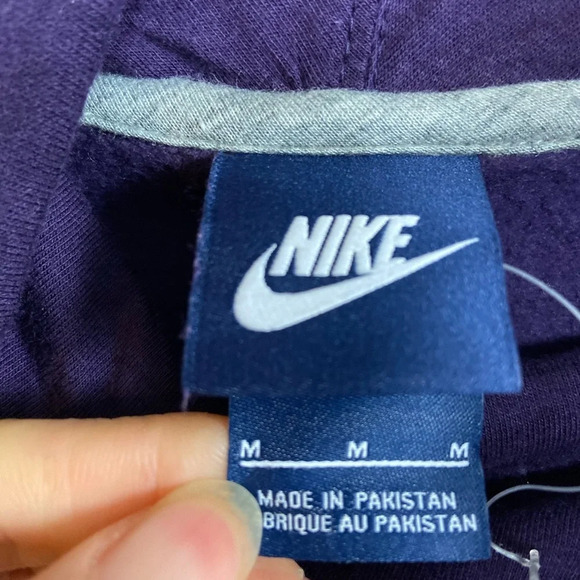 NIKE
M M M
MADE IN PAKISTAN
BRIQUE AU PAKISTAN